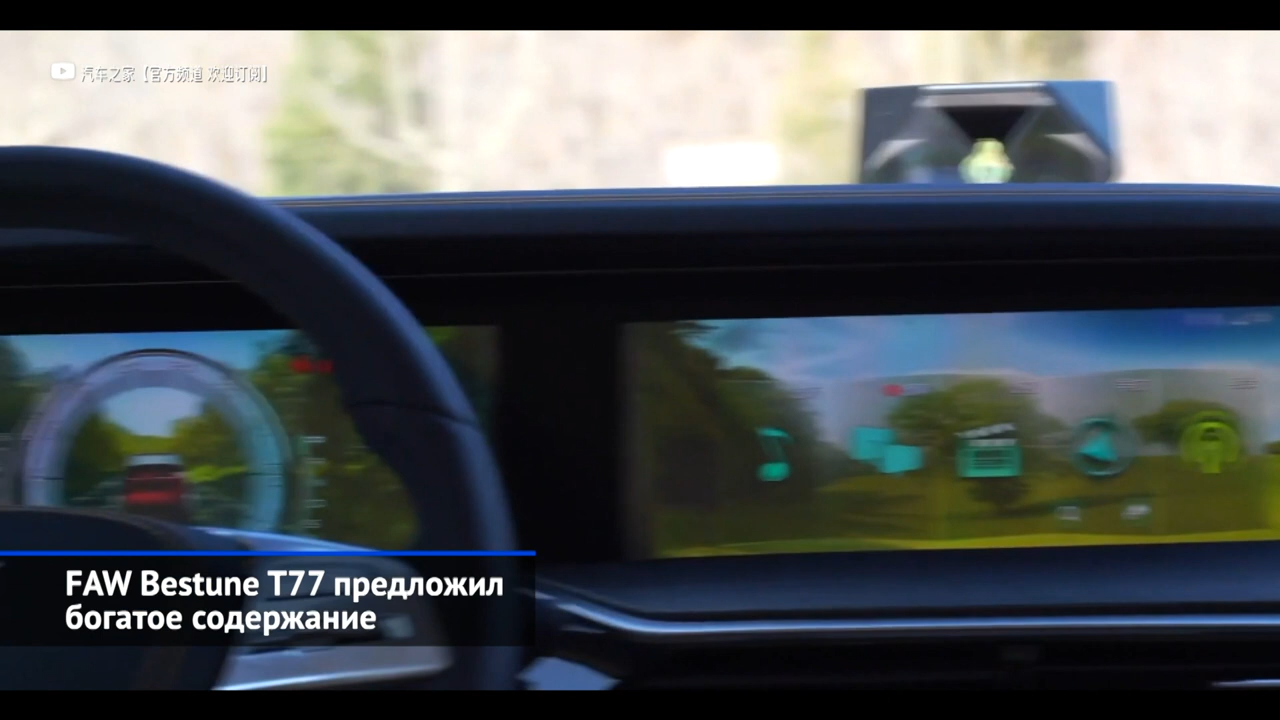 汽车之家【官方频道 欢迎订阅】
FAW Bestune T77 предложил
богатое содержание